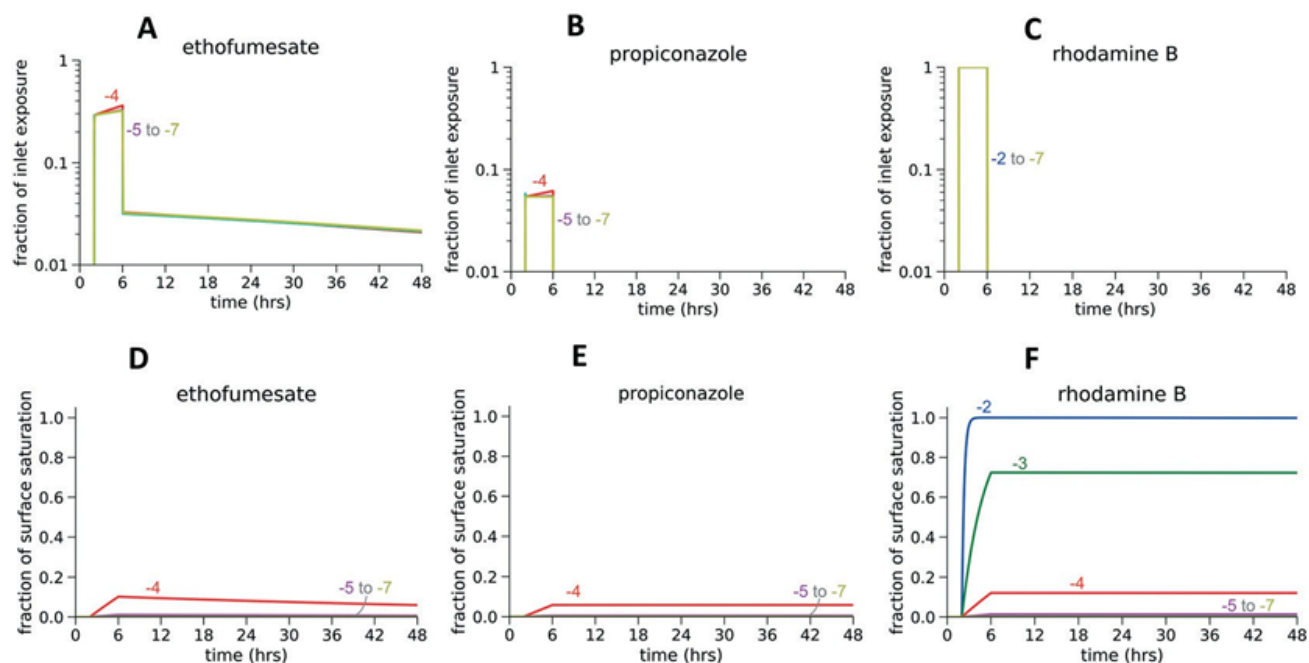 A
ethofumesate
fraction of inlet exposure
1
0.1
0.01
-4
-5 to -7
0 6 12 18 24 30 36 42 48
time (hrs)
B
propiconazole
fraction of inlet exposure
1
0.1
0.01
-4
-5 to -7
0 6 12 18 24 30 36 42 48
time (hrs)
C
rhodamine B
fraction of inlet exposure
1
0.1
0.01
-2 to -7
0 6 12 18 24 30 36 42 48
time (hrs)
D
ethofumesate
fraction of surface saturation
1.0
0.8
0.6
0.4
0.2
0.0
-4
-5 to -7
0 6 12 18 24 30 36 42 48
time (hrs)
E
propiconazole
fraction of surface saturation
1.0
0.8
0.6
0.4
0.2
0.0
-4
-5 to -7
0 6 12 18 24 30 36 42 48
time (hrs)
F
rhodamine B
fraction of surface saturation
1.0
0.8
0.6
0.4
0.2
0.0
-2
-3
-4
-5 to -7
0 6 12 18 24 30 36 42 48
time (hrs)